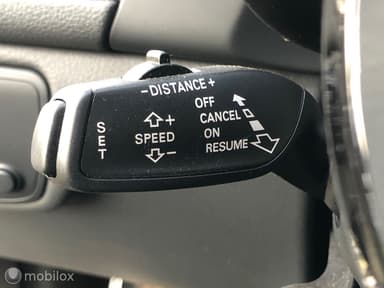 - DISTANCE +
OFF
CANCEL
ON
RESUME
+
SPEED
-
SET
mobilox